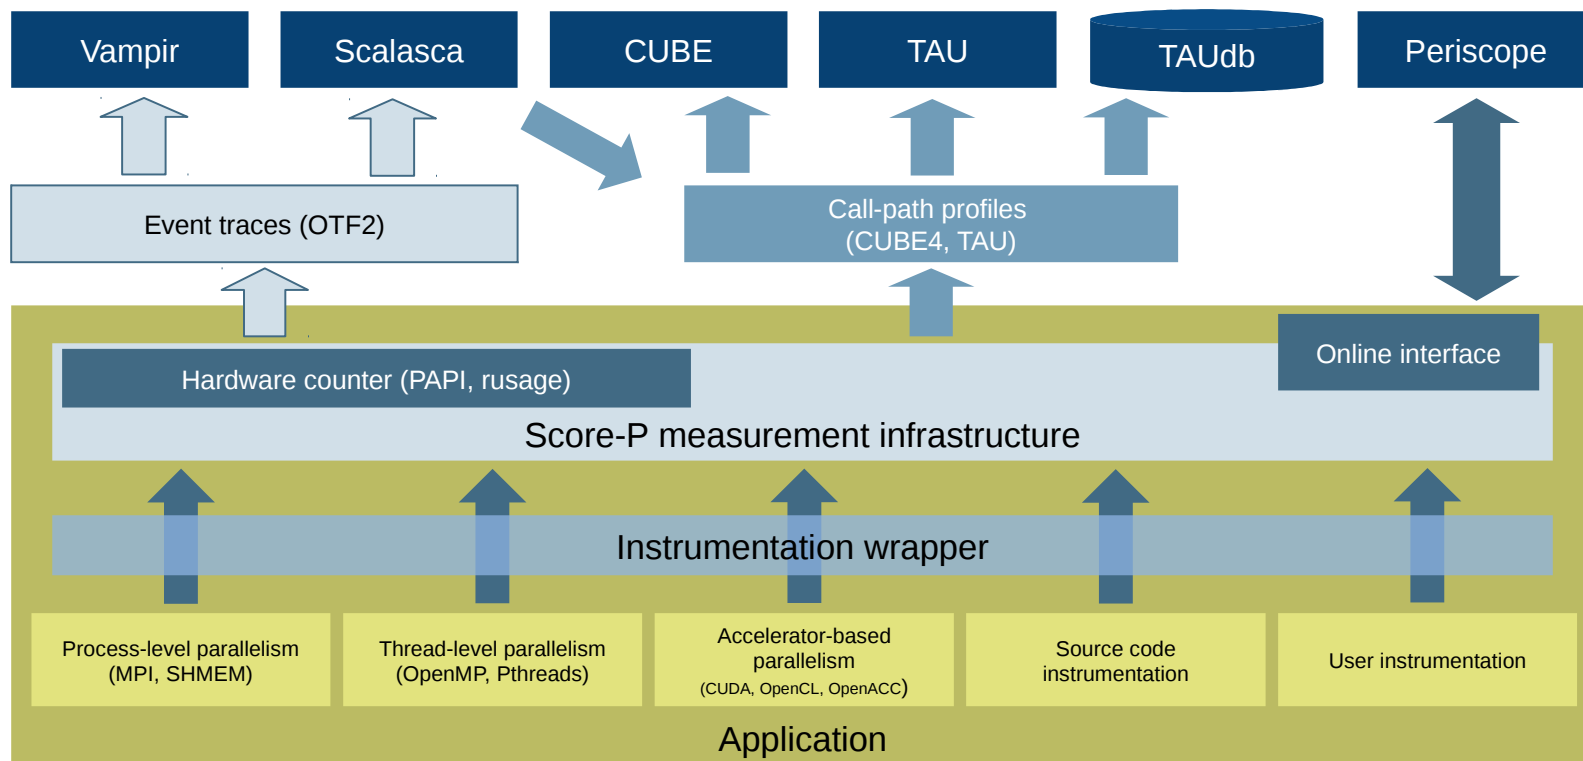 Vampir
Scalasca
CUBE
TAU
TAUdb
Periscope
Event traces (OTF2)
Call-path profiles
(CUBE4, TAU)
Online interface
Hardware counter (PAPI, rusage)
Score-P measurement infrastructure
Instrumentation wrapper
Process-level parallelism
(MPI, SHMEM)
Thread-level parallelism
(OpenMP, Pthreads)
Accelerator-based
parallelism
(CUDA, OpenCL, OpenACC)
Source code
instrumentation
User instrumentation
Application